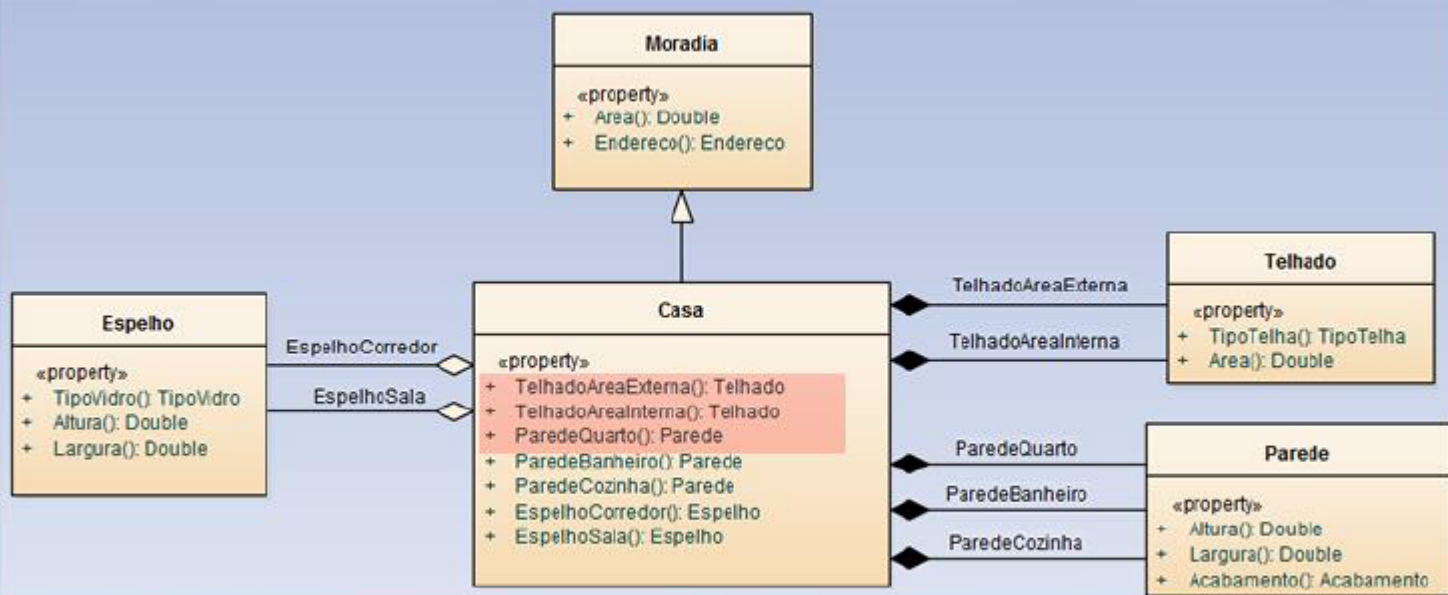 Moradia
«property»
+ Area(): Double
+ Endereco(): Endereco
Espelho
«property»
+ TipoVidro(): TipoVidro
+ Altura(): Double
+ Largura(): Double
EspelhoCorredor
EspelhoSala
Casa
«property»
+ TelhadoAreaExterna(): Telhado
+ TelhadoAreaInterna(): Telhado
+ ParedeQuarto(): Parede
+ ParedeBanheiro(): Parede
+ ParedeCozinha(): Parede
+ EspelhoCorredor(): Espelho
+ EspelhoSala(): Espelho
TelhadoAreaExterna
TelhadoAreaInterna
Telhado
«property»
+ TipoTelha(): TipoTelha
+ Area(): Double
ParedeQuarto
ParedeBanheiro
ParedeCozinha
Parede
«property»
+ Altura(): Double
+ Largura(): Double
+ Acabamento(): Acabamento